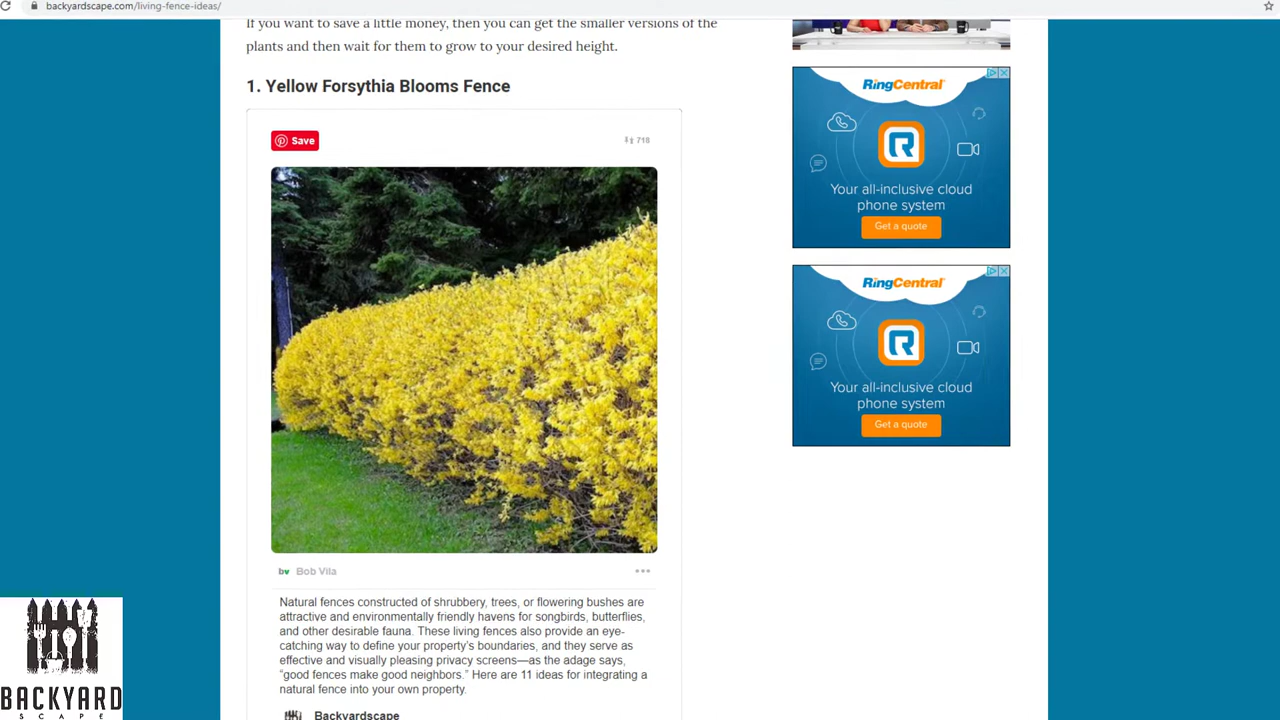 backyardscape.com/living-fence-ideas/
If you want to save a little money, then you can get the smaller versions of the
plants and then wait for them to grow to your desired height.
1. Yellow Forsythia Blooms Fence
Save
718
bv Bob Vila
Natural fences constructed of shrubbery, trees, or flowering bushes are
attractive and environmentally friendly havens for songbirds, butterflies,
and other desirable fauna. These living fences also provide an eye-
catching way to define your property's boundaries, and they serve as
effective and visually pleasing privacy screens—as the adage says,
“good fences make good neighbors.” Here are 11 ideas for integrating a
natural fence into your own property.
Backyardscape
RingCentral
R
Your all-inclusive cloud
phone system
Get a quote
RingCentral
R
Your all-inclusive cloud
phone system
Get a quote
BACKYARD
SCAPE